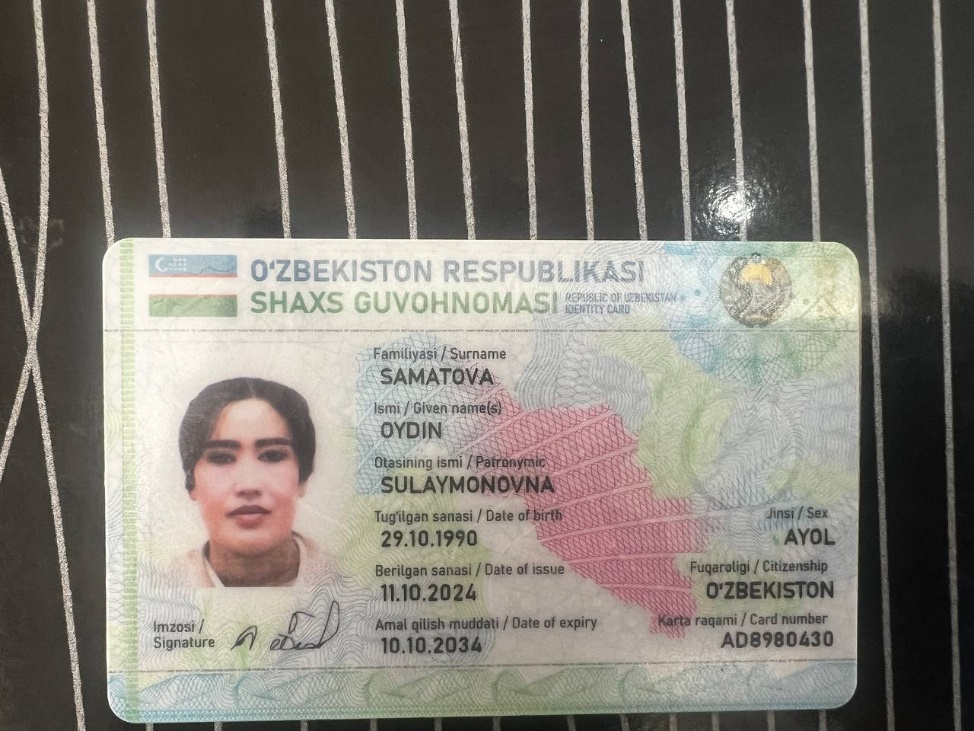 O‘ZBEKISTON RESPUBLIKASI
SHAXS GUVOHNOMASI
REPUBLIC OF UZBEKISTAN
IDENTITY CARD
Familiyasi / Surname
SAMATOVA
Ismi / Given name(s)
OYDIN
Otasining ismi / Patronymic
SULAYMONOVNA
Tug‘ilgan sanasi / Date of birth
29.10.1990
Jinsi / Sex
AYOL
Berilgan sanasi / Date of issue
11.10.2024
Fuqaroligi / Citizenship
O‘ZBEKISTON
Amal qilish muddati / Date of expiry
10.10.2034
Karta raqami / Card number
AD8980430
Imzosi /
Signature